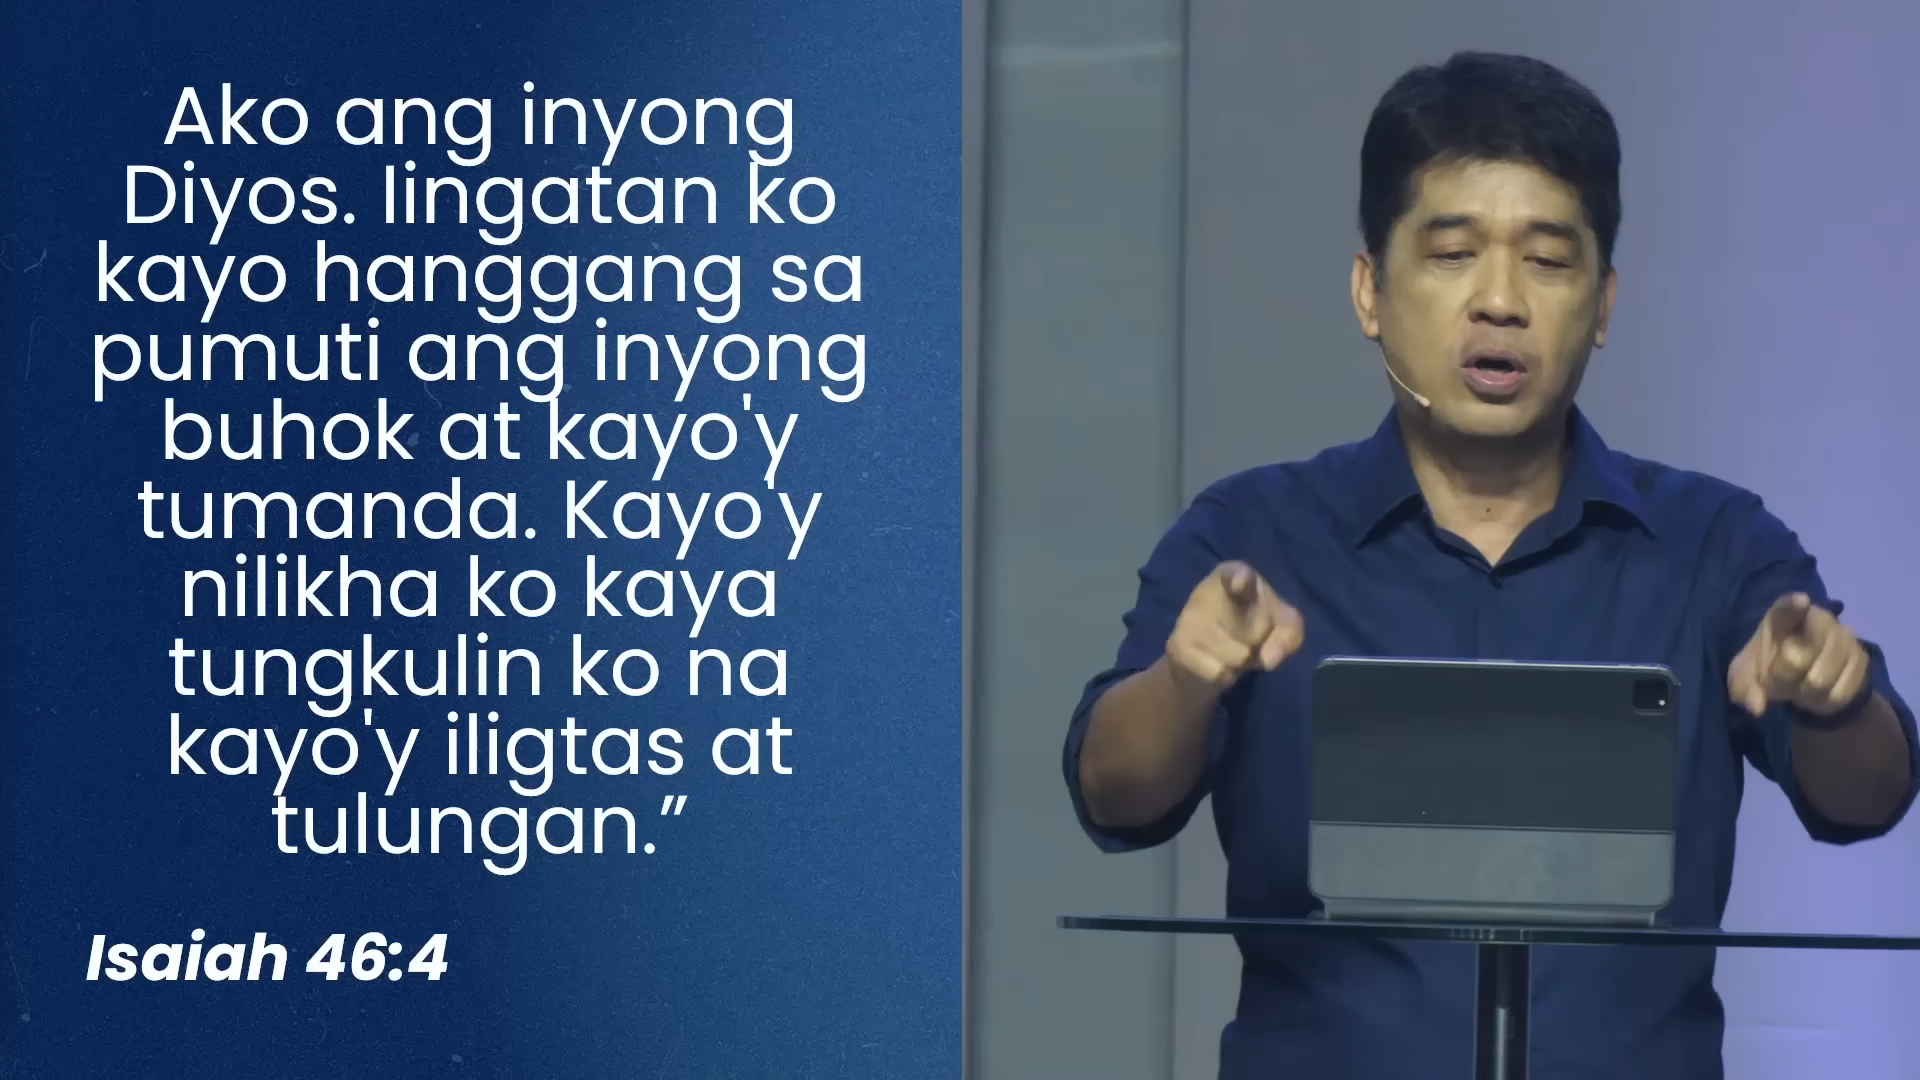 Ako ang inyong
Diyos. Iingatan ko
kayo hanggang sa
pumuti ang inyong
buhok at kayo'y
tumanda. Kayo'y
nilikha ko kaya
tungkulin ko na
kayo'y iligtas at
tulungan.”
Isaiah 46:4